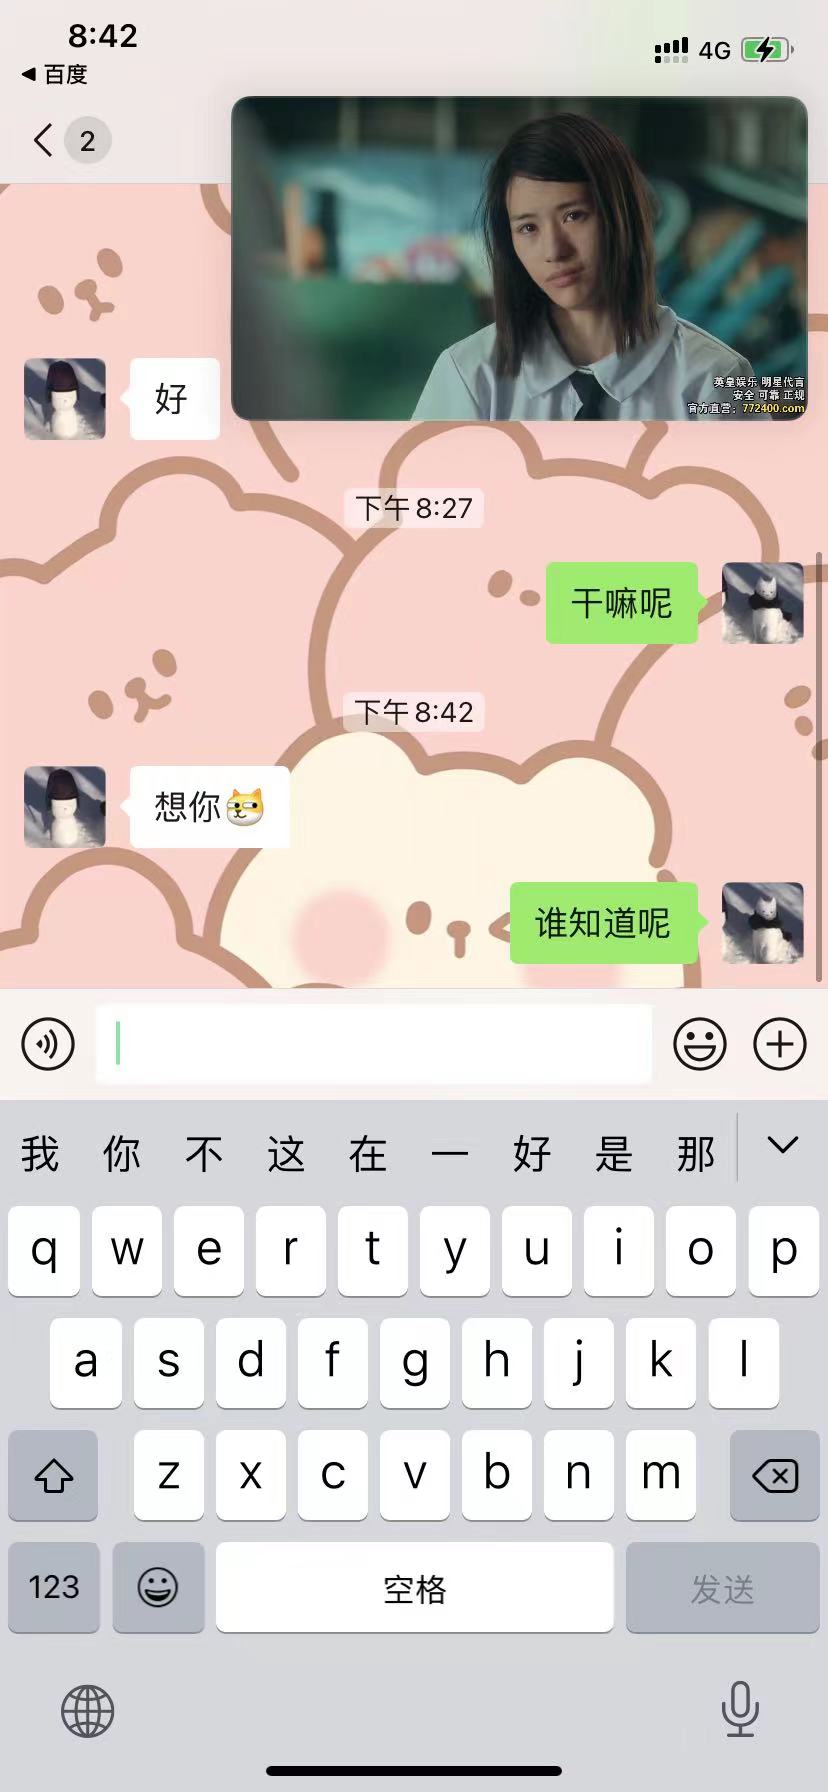 8:42
4G
百度
2
英皇娱乐 明星代言
安全 可靠 正规
官方直营：772400.com
好
下午 8:27
干嘛呢
下午 8:42
想你
谁知道呢
我 你 不 这 在 一 好 是 那
q w e r t y u i o p
a s d f g h j k l
z x c v b n m
123 空格 发送